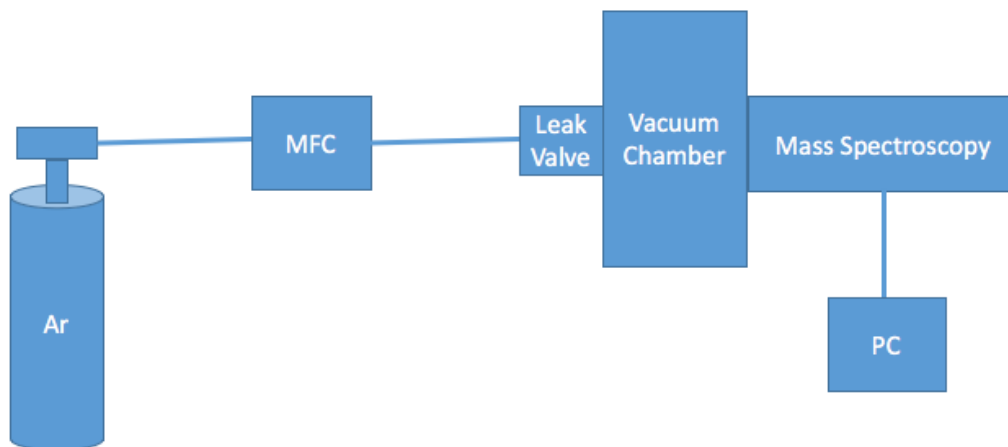 MFC
Leak
Valve
Vacuum
Chamber
Mass Spectroscopy
Ar
PC